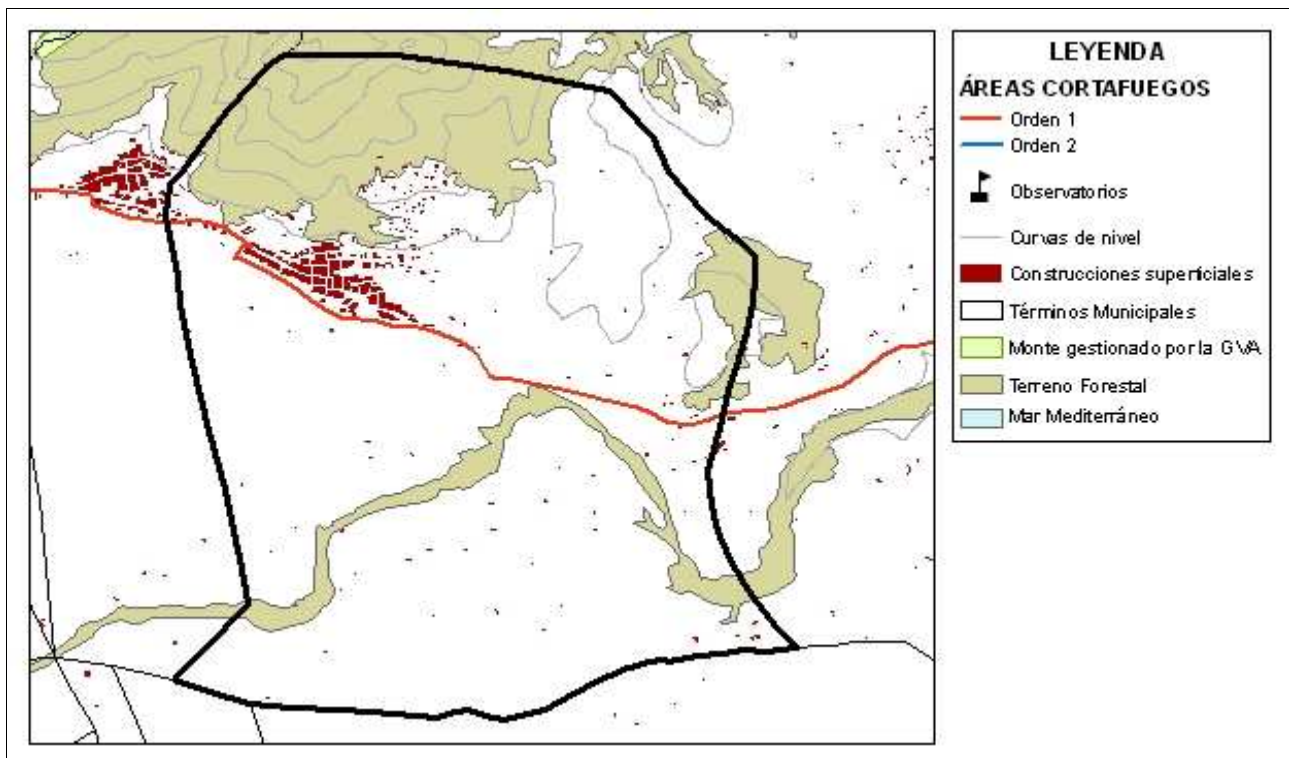 LEYENDA
ÁREAS CORTAFUEGOS
Orden 1
Orden 2
Observatorios
Curvas de nivel
Construcciones superficiales
Términos Municipales
Monte gestionado por la GVA
Terreno Forestal
Mar Mediterráneo